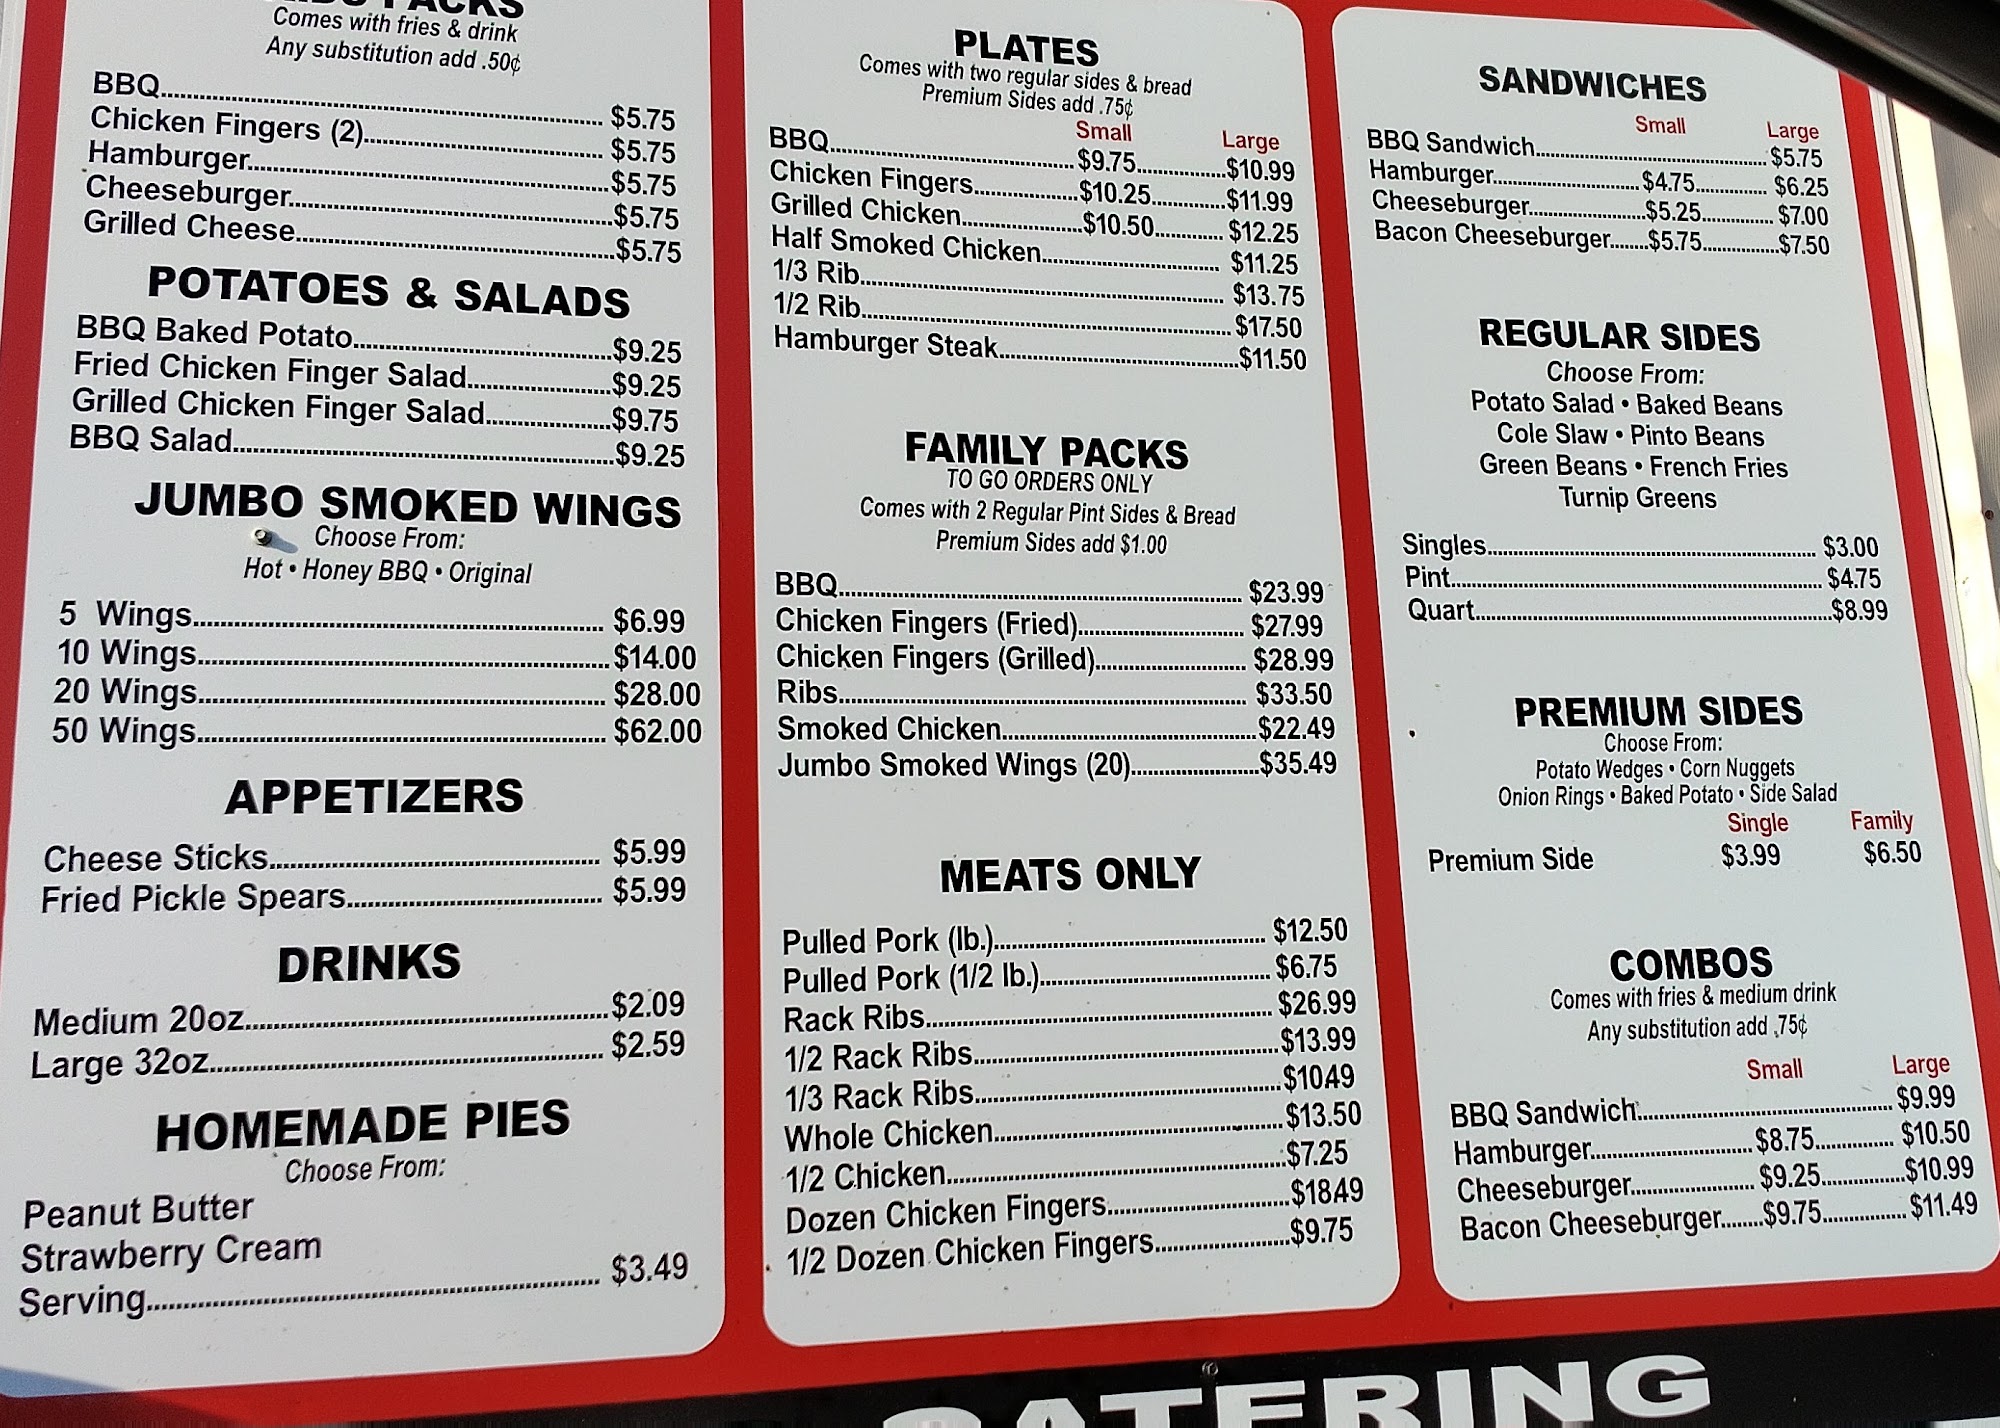 PACKS
Comes with fries & drink
Any substitution add .50¢
BBQ $5.75
Chicken Fingers (2) $5.75
Hamburger $5.75
Cheeseburger $5.75
Grilled Cheese $5.75
POTATOES & SALADS
BBQ Baked Potato $9.25
Fried Chicken Finger Salad $9.25
Grilled Chicken Finger Salad $9.75
BBQ Salad $9.25
JUMBO SMOKED WINGS
Choose From:
Hot • Honey BBQ • Original
5 Wings $6.99
10 Wings $14.00
20 Wings $28.00
50 Wings $62.00
APPETIZERS
Cheese Sticks $5.99
Fried Pickle Spears $5.99
DRINKS
Medium 20oz $2.09
Large 32oz $2.59
HOMEMADE PIES
Choose From:
Peanut Butter
Strawberry Cream
Serving $3.49
PLATES
Comes with two regular sides & bread
Premium Sides add .75¢
Small Large
BBQ $9.75 $10.99
Chicken Fingers $10.25 $11.99
Grilled Chicken $10.50 $12.25
Half Smoked Chicken $11.25
1/3 Rib $13.75
1/2 Rib $17.50
Hamburger Steak $11.50
FAMILY PACKS
TO GO ORDERS ONLY
Comes with 2 Regular Pint Sides & Bread
Premium Sides add $1.00
BBQ $23.99
Chicken Fingers (Fried) $27.99
Chicken Fingers (Grilled) $28.99
Ribs $33.50
Smoked Chicken $22.49
Jumbo Smoked Wings (20) $35.49
MEATS ONLY
Pulled Pork (lb.) $12.50
Pulled Pork (1/2 lb.) $6.75
Rack Ribs $26.99
1/2 Rack Ribs $13.99
1/3 Rack Ribs $1049
Whole Chicken $13.50
1/2 Chicken $7.25
Dozen Chicken Fingers $1849
1/2 Dozen Chicken Fingers $9.75
SANDWICHES
Small Large
BBQ Sandwich $5.75
Hamburger $4.75 $6.25
Cheeseburger $5.25 $7.00
Bacon Cheeseburger $5.75 $7.50
REGULAR SIDES
Choose From:
Potato Salad • Baked Beans
Cole Slaw • Pinto Beans
Green Beans • French Fries
Turnip Greens
Singles $3.00
Pint $4.75
Quart $8.99
PREMIUM SIDES
Choose From:
Potato Wedges • Corn Nuggets
Onion Rings • Baked Potato • Side Salad
Single Family
Premium Side $3.99 $6.50
COMBOS
Comes with fries & medium drink
Any substitution add .75¢
Small Large
BBQ Sandwich $9.99
Hamburger $8.75 $10.50
Cheeseburger $9.25 $10.99
Bacon Cheeseburger $9.75 $11.49
CATERING